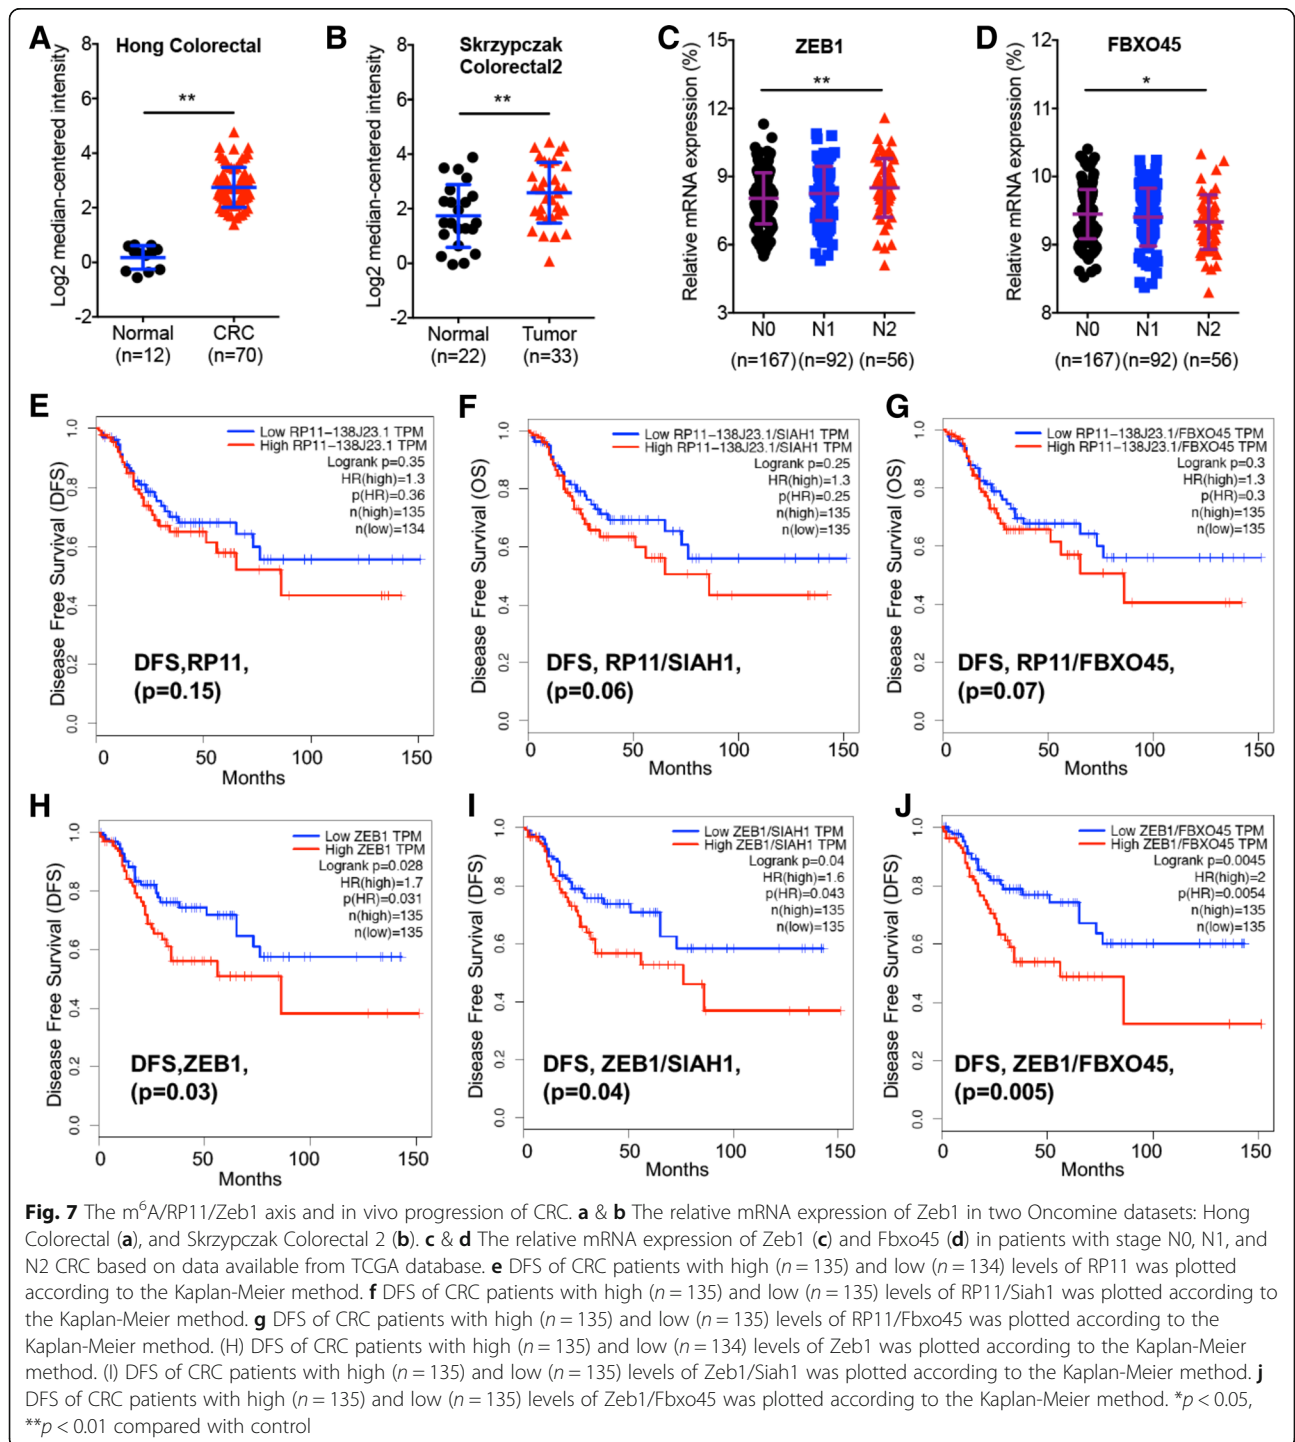 A
Hong Colorectal
Log2 median-centered intensity
8
6
4
2
0
-2
**
Normal
(n=12)
CRC
(n=70)
B
Skrzypczak
Colorectal2
Log2 median-centered intensity
8
6
4
2
0
-2
**
Normal
(n=22)
Tumor
(n=33)
C
ZEB1
Relative mRNA expression (%)
15
12
9
6
3
**
N0 N1 N2
(n=167) (n=92) (n=56)
D
FBXO45
Relative mRNA expression (%)
12
11
10
9
8
*
N0 N1 N2
(n=167) (n=92) (n=56)
E
Disease Free Survival (DFS)
1.0
0.8
0.6
0.4
0.2
0.0
Low RP11-138J23.1 TPM
High RP11-138J23.1 TPM
Logrank p=0.35
HR(high)=1.3
p(HR)=0.36
n(high)=135
n(low)=134
DFS,RP11,
(p=0.15)
0 50 100 150
Months
F
Disease Free Survival (OS)
1.0
0.8
0.6
0.4
0.2
0.0
Low RP11-138J23.1/SIAH1 TPM
High RP11-138J23.1/SIAH1 TPM
Logrank p=0.25
HR(high)=1.3
p(HR)=0.25
n(high)=135
n(low)=135
DFS, RP11/SIAH1,
(p=0.06)
0 50 100 150
Months
G
Disease Free Survival (OS)
1.0
0.8
0.6
0.4
0.2
0.0
Low RP11-138J23.1/FBXO45 TPM
High RP11-138J23.1/FBXO45 TPM
Logrank p=0.3
HR(high)=1.3
p(HR)=0.3
n(high)=135
n(low)=135
DFS, RP11/FBXO45,
(p=0.07)
0 50 100 150
Months
H
Disease Free Survival (DFS)
1.0
0.8
0.6
0.4
0.2
0.0
Low ZEB1 TPM
High ZEB1 TPM
Logrank p=0.028
HR(high)=1.7
p(HR)=0.031
n(high)=135
n(low)=135
DFS,ZEB1,
(p=0.03)
0 50 100 150
Months
I
Disease Free Survival (DFS)
1.0
0.8
0.6
0.4
0.2
0.0
Low ZEB1/SIAH1 TPM
High ZEB1/SIAH1 TPM
Logrank p=0.04
HR(high)=1.6
p(HR)=0.043
n(high)=135
n(low)=135
DFS, ZEB1/SIAH1,
(p=0.04)
0 50 100 150
Months
J
Disease Free Survival (DFS)
1.0
0.8
0.6
0.4
0.2
0.0
Low ZEB1/FBXO45 TPM
High ZEB1/FBXO45 TPM
Logrank p=0.0045
HR(high)=2
p(HR)=0.0054
n(high)=135
n(low)=135
DFS, ZEB1/FBXO45,
(p=0.005)
0 50 100 150
Months
Fig. 7 The m⁶A/RP11/Zeb1 axis and in vivo progression of CRC. a & b The relative mRNA expression of Zeb1 in two Oncomine datasets: Hong
Colorectal (a), and Skrzypczak Colorectal 2 (b). c & d The relative mRNA expression of Zeb1 (c) and Fbxo45 (d) in patients with stage N0, N1, and
N2 CRC based on data available from TCGA database. e DFS of CRC patients with high (n = 135) and low (n = 134) levels of RP11 was plotted
according to the Kaplan-Meier method. f DFS of CRC patients with high (n = 135) and low (n = 135) levels of RP11/Siah1 was plotted according to
the Kaplan-Meier method. g DFS of CRC patients with high (n = 135) and low (n = 135) levels of RP11/Fbxo45 was plotted according to the
Kaplan-Meier method. (H) DFS of CRC patients with high (n = 135) and low (n = 134) levels of Zeb1 was plotted according to the Kaplan-Meier
method. (I) DFS of CRC patients with high (n = 135) and low (n = 135) levels of Zeb1/Siah1 was plotted according to the Kaplan-Meier method. j
DFS of CRC patients with high (n = 135) and low (n = 135) levels of Zeb1/Fbxo45 was plotted according to the Kaplan-Meier method. *p < 0.05,
**p < 0.01 compared with control